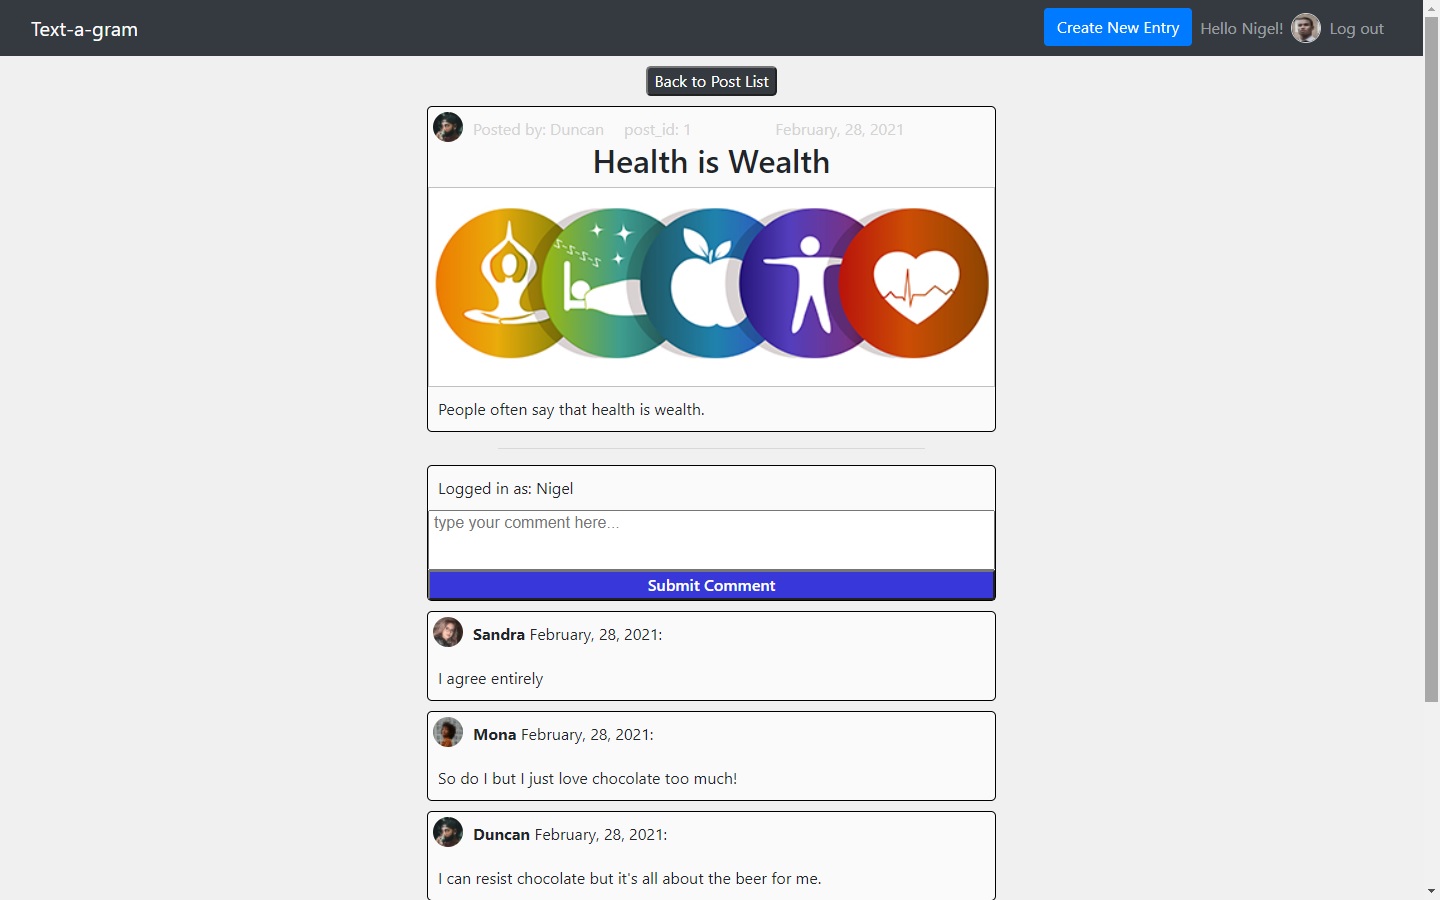 Text-a-gram
Create New Entry Hello Nigel! Log out
Back to Post List
Posted by: Duncan post_id: 1 February, 28, 2021
Health is Wealth
z-z-z-z-z
People often say that health is wealth.
Logged in as: Nigel
type your comment here...
Submit Comment
Sandra February, 28, 2021:
I agree entirely
Mona February, 28, 2021:
So do I but I just love chocolate too much!
Duncan February, 28, 2021:
I can resist chocolate but it's all about the beer for me.